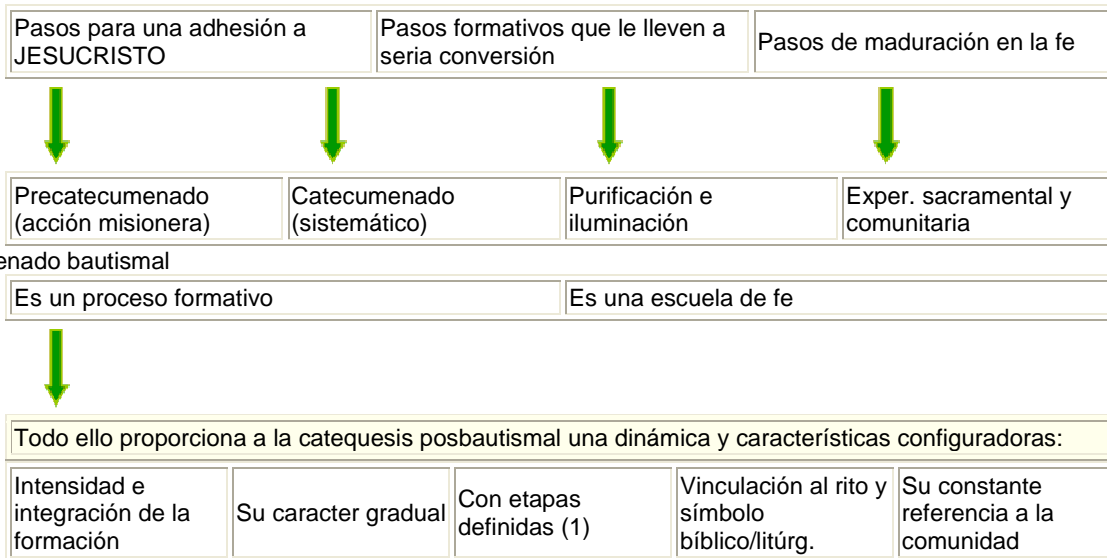 Pasos para una adhesión a
JESUCRISTO
Pasos formativos que le lleven a
seria conversión
Pasos de maduración en la fe
Precatecumenado
(acción misionera)
Catecumenado
(sistemático)
Purificación e
iluminación
Exper. sacramental y
comunitaria
enado bautismal
Es un proceso formativo
Es una escuela de fe
Todo ello proporciona a la catequesis posbautismal una dinámica y características configuradoras:
Intensidad e
integración de la
formación
Su caracter gradual
Con etapas
definidas (1)
Vinculación al rito y
símbolo
bíblico/litúrg.
Su constante
referencia a la
comunidad